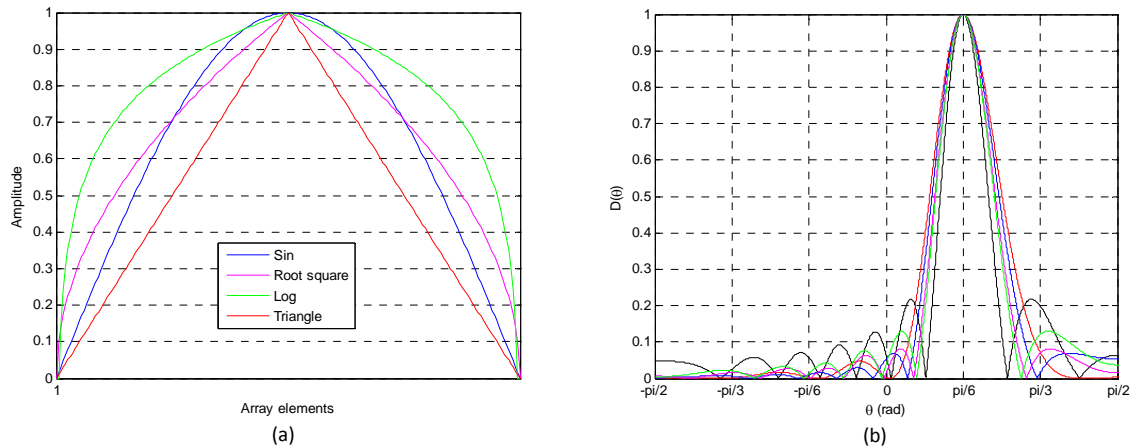 1
0.9
0.8
0.7
0.6
0.5
0.4
0.3
0.2
0.1
0
Amplitude
Sin
Root square
Log
Triangle
1
Array elements
(a)
1
0.9
0.8
0.7
0.6
0.5
0.4
0.3
0.2
0.1
0
D(θ)
-pi/2 -pi/3 -pi/6 0 pi/6 pi/3 pi/2
θ (rad)
(b)